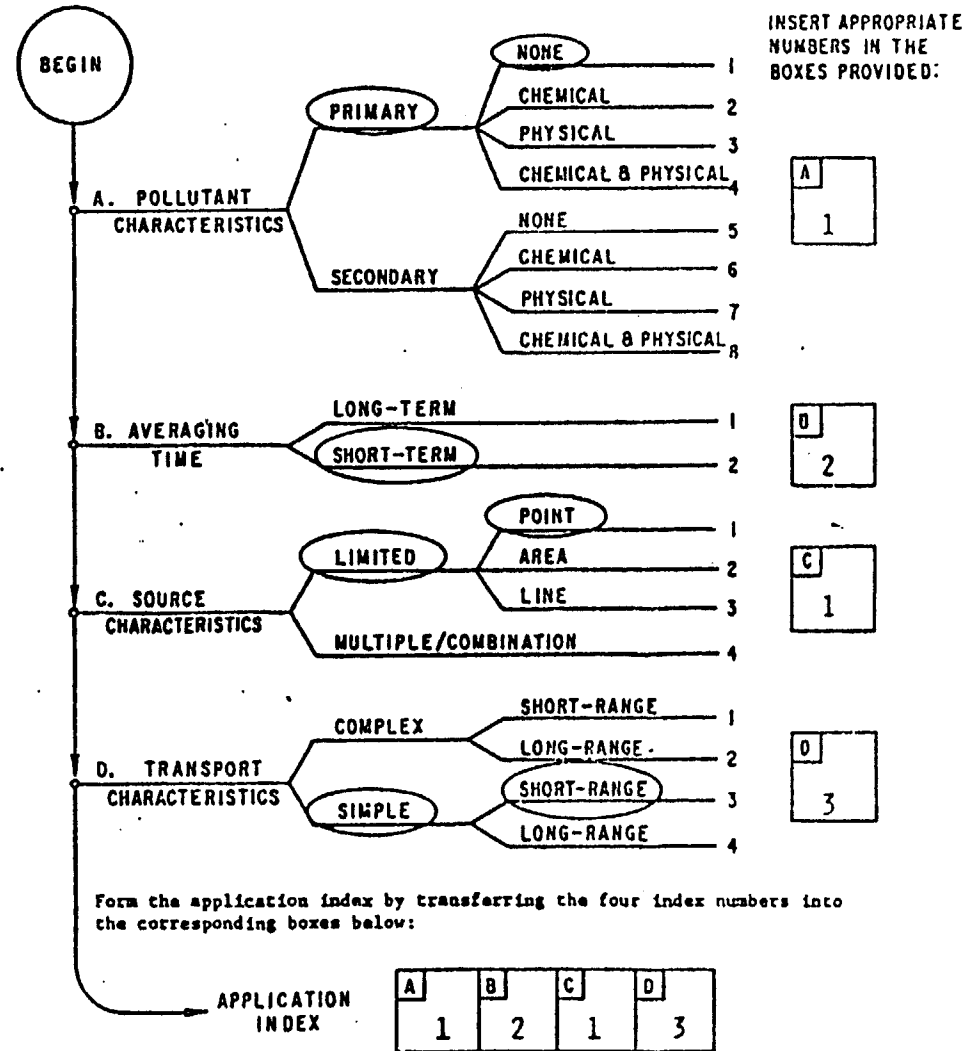 INSERT APPROPRIATE
NUMBERS IN THE
BOXES PROVIDED:
BEGIN
NONE 1
PRIMARY
CHEMICAL 2
PHYSICAL 3
CHEMICAL & PHYSICAL 4
A
1
A. POLLUTANT
CHARACTERISTICS
NONE 5
SECONDARY
CHEMICAL 6
PHYSICAL 7
CHEMICAL & PHYSICAL 8
LONG-TERM 1
B. AVERAGING
TIME
SHORT-TERM 2
B
2
POINT 1
LIMITED
AREA 2
LINE 3
C
1
C. SOURCE
CHARACTERISTICS
MULTIPLE/COMBINATION 4
SHORT-RANGE 1
COMPLEX
LONG-RANGE 2
D. TRANSPORT
CHARACTERISTICS
SHORT-RANGE 3
SIMPLE
LONG-RANGE 4
D
3
Form the application index by transferring the four index numbers into
the corresponding boxes below:
APPLICATION
INDEX
A B C D
1 2 1 3